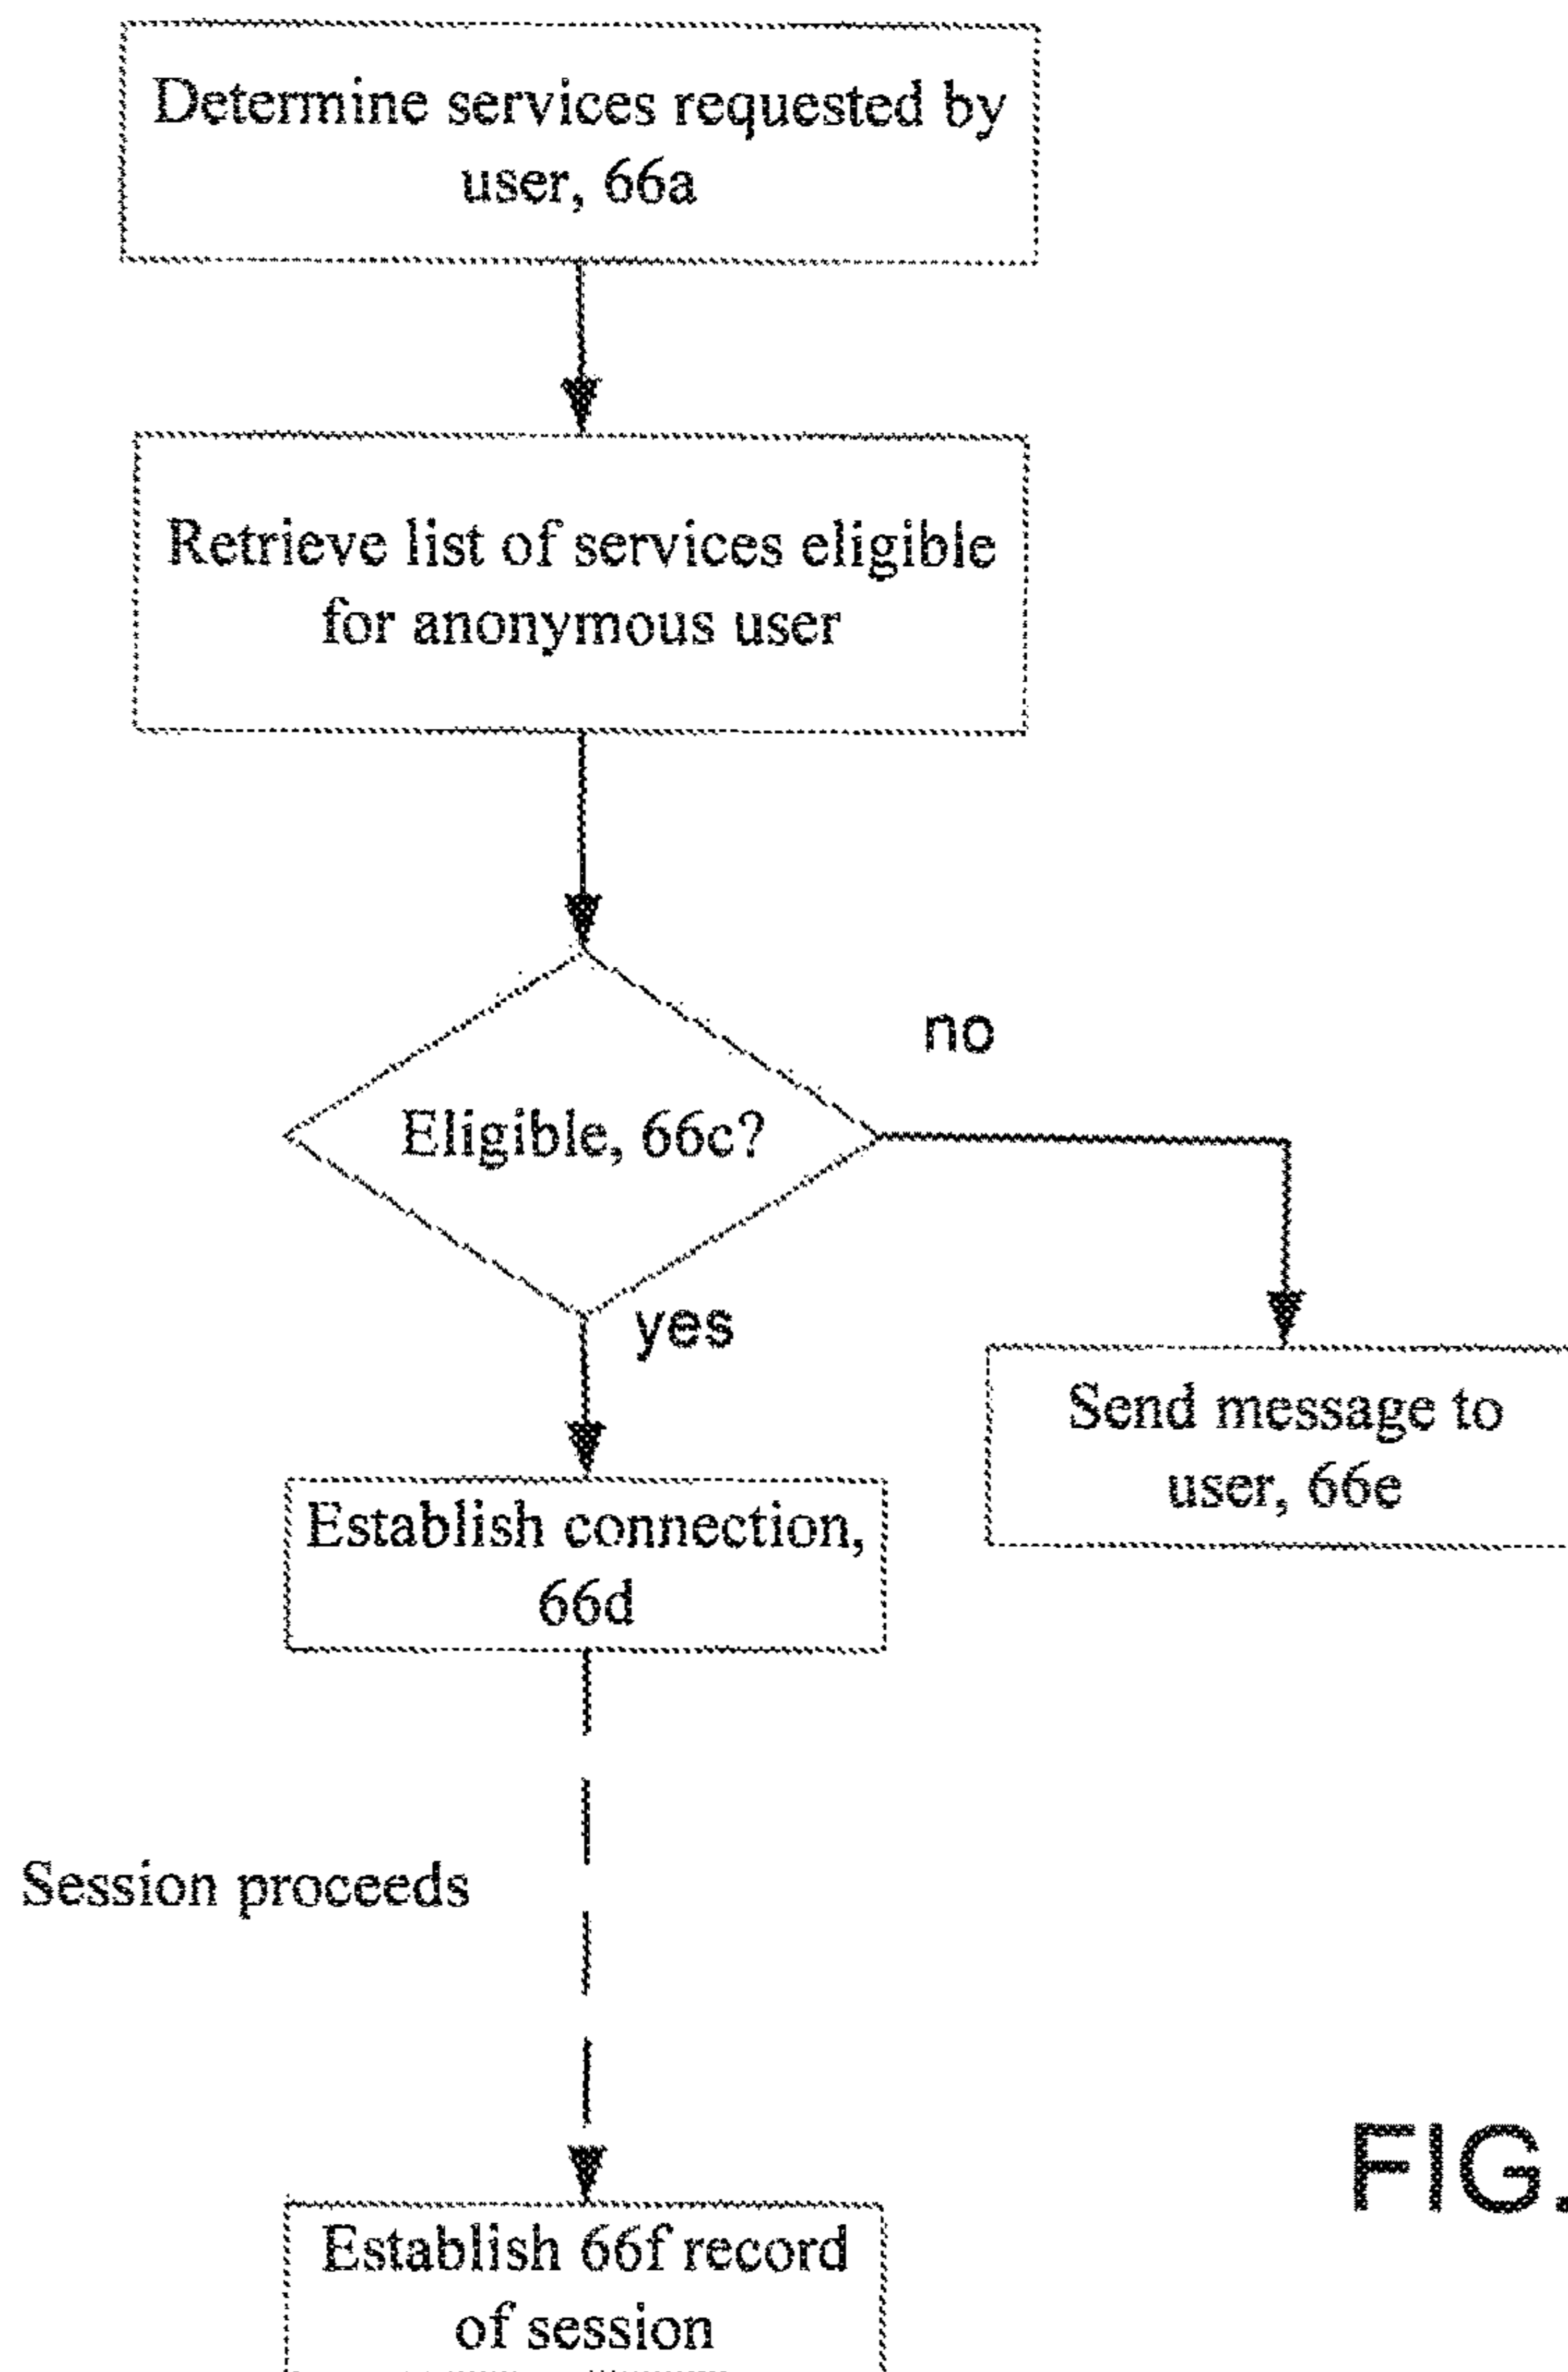 Determine services requested by
user, 66a
Retrieve list of services eligible
for anonymous user
no
Eligible, 66c?
yes
Send message to
user, 66e
Establish connection,
66d
Session proceeds
FIG.
Establish 66f record
of session